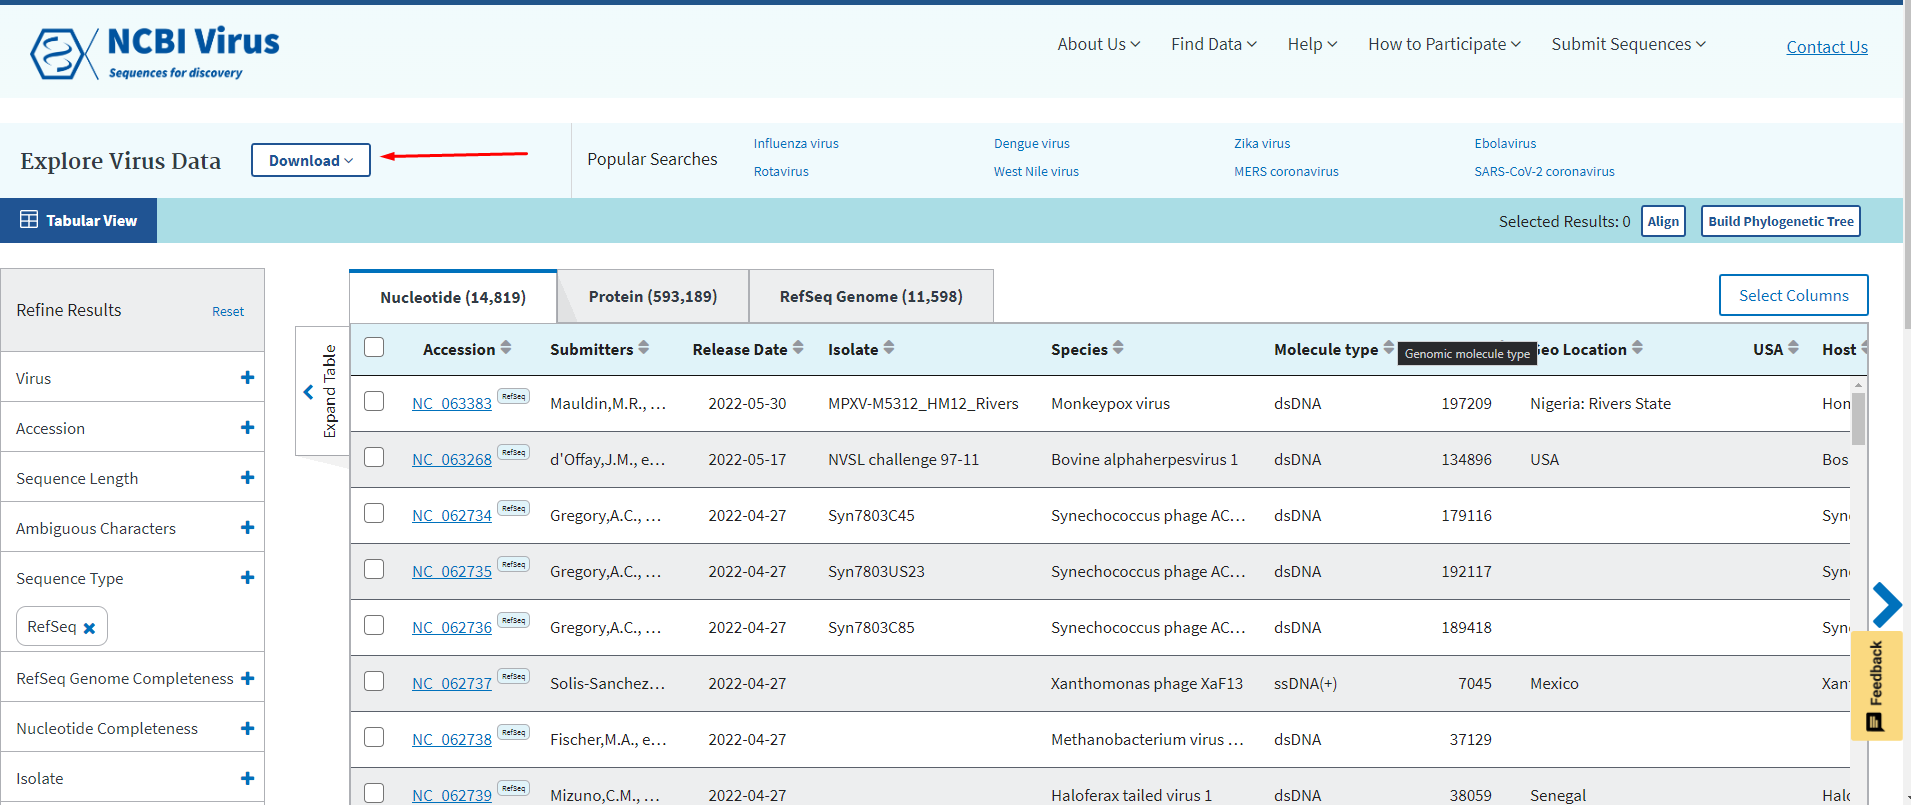 NCBI Virus
Sequences for discovery
About Us
Find Data
Help
How to Participate
Submit Sequences
Contact Us
Explore Virus Data
Download
Popular Searches
Influenza virus
Dengue virus
Zika virus
Ebolavirus
Rotavirus
West Nile virus
MERS coronavirus
SARS-CoV-2 coronavirus
Tabular View
Selected Results: 0
Align
Build Phylogenetic Tree
Refine Results
Reset
Virus
Accession
Sequence Length
Ambiguous Characters
Sequence Type
RefSeq
RefSeq Genome Completeness
Nucleotide Completeness
Isolate
Expand Table
Nucleotide (14,819)
Protein (593,189)
RefSeq Genome (11,598)
Select Columns
Accession Submitters Release Date Isolate Species Molecule type Geo Location USA Host
Genomic molecule type
NC_063383 RefSeq Mauldin,M.R., ... 2022-05-30 MPXV-M5312_HM12_Rivers Monkeypox virus dsDNA 197209 Nigeria: Rivers State Hon
NC_063268 RefSeq d'Offay,J.M., e... 2022-05-17 NVSL challenge 97-11 Bovine alphaherpesvirus 1 dsDNA 134896 USA Bos
NC_062734 RefSeq Gregory,A.C., ... 2022-04-27 Syn7803C45 Synechococcus phage AC... dsDNA 179116 Syn
NC_062735 RefSeq Gregory,A.C., ... 2022-04-27 Syn7803US23 Synechococcus phage AC... dsDNA 192117 Syn
NC_062736 RefSeq Gregory,A.C., ... 2022-04-27 Syn7803C85 Synechococcus phage AC... dsDNA 189418 Syn
NC_062737 RefSeq Solis-Sanchez... 2022-04-27 Xanthomonas phage XaF13 ssDNA(+) 7045 Mexico Xan
NC_062738 RefSeq Fischer,M.A., e... 2022-04-27 Methanobacterium virus ... dsDNA 37129
NC_062739 RefSeq Mizuno,C.M., ... 2022-04-27 Haloferax tailed virus 1 dsDNA 38059 Senegal Halo
Feedback